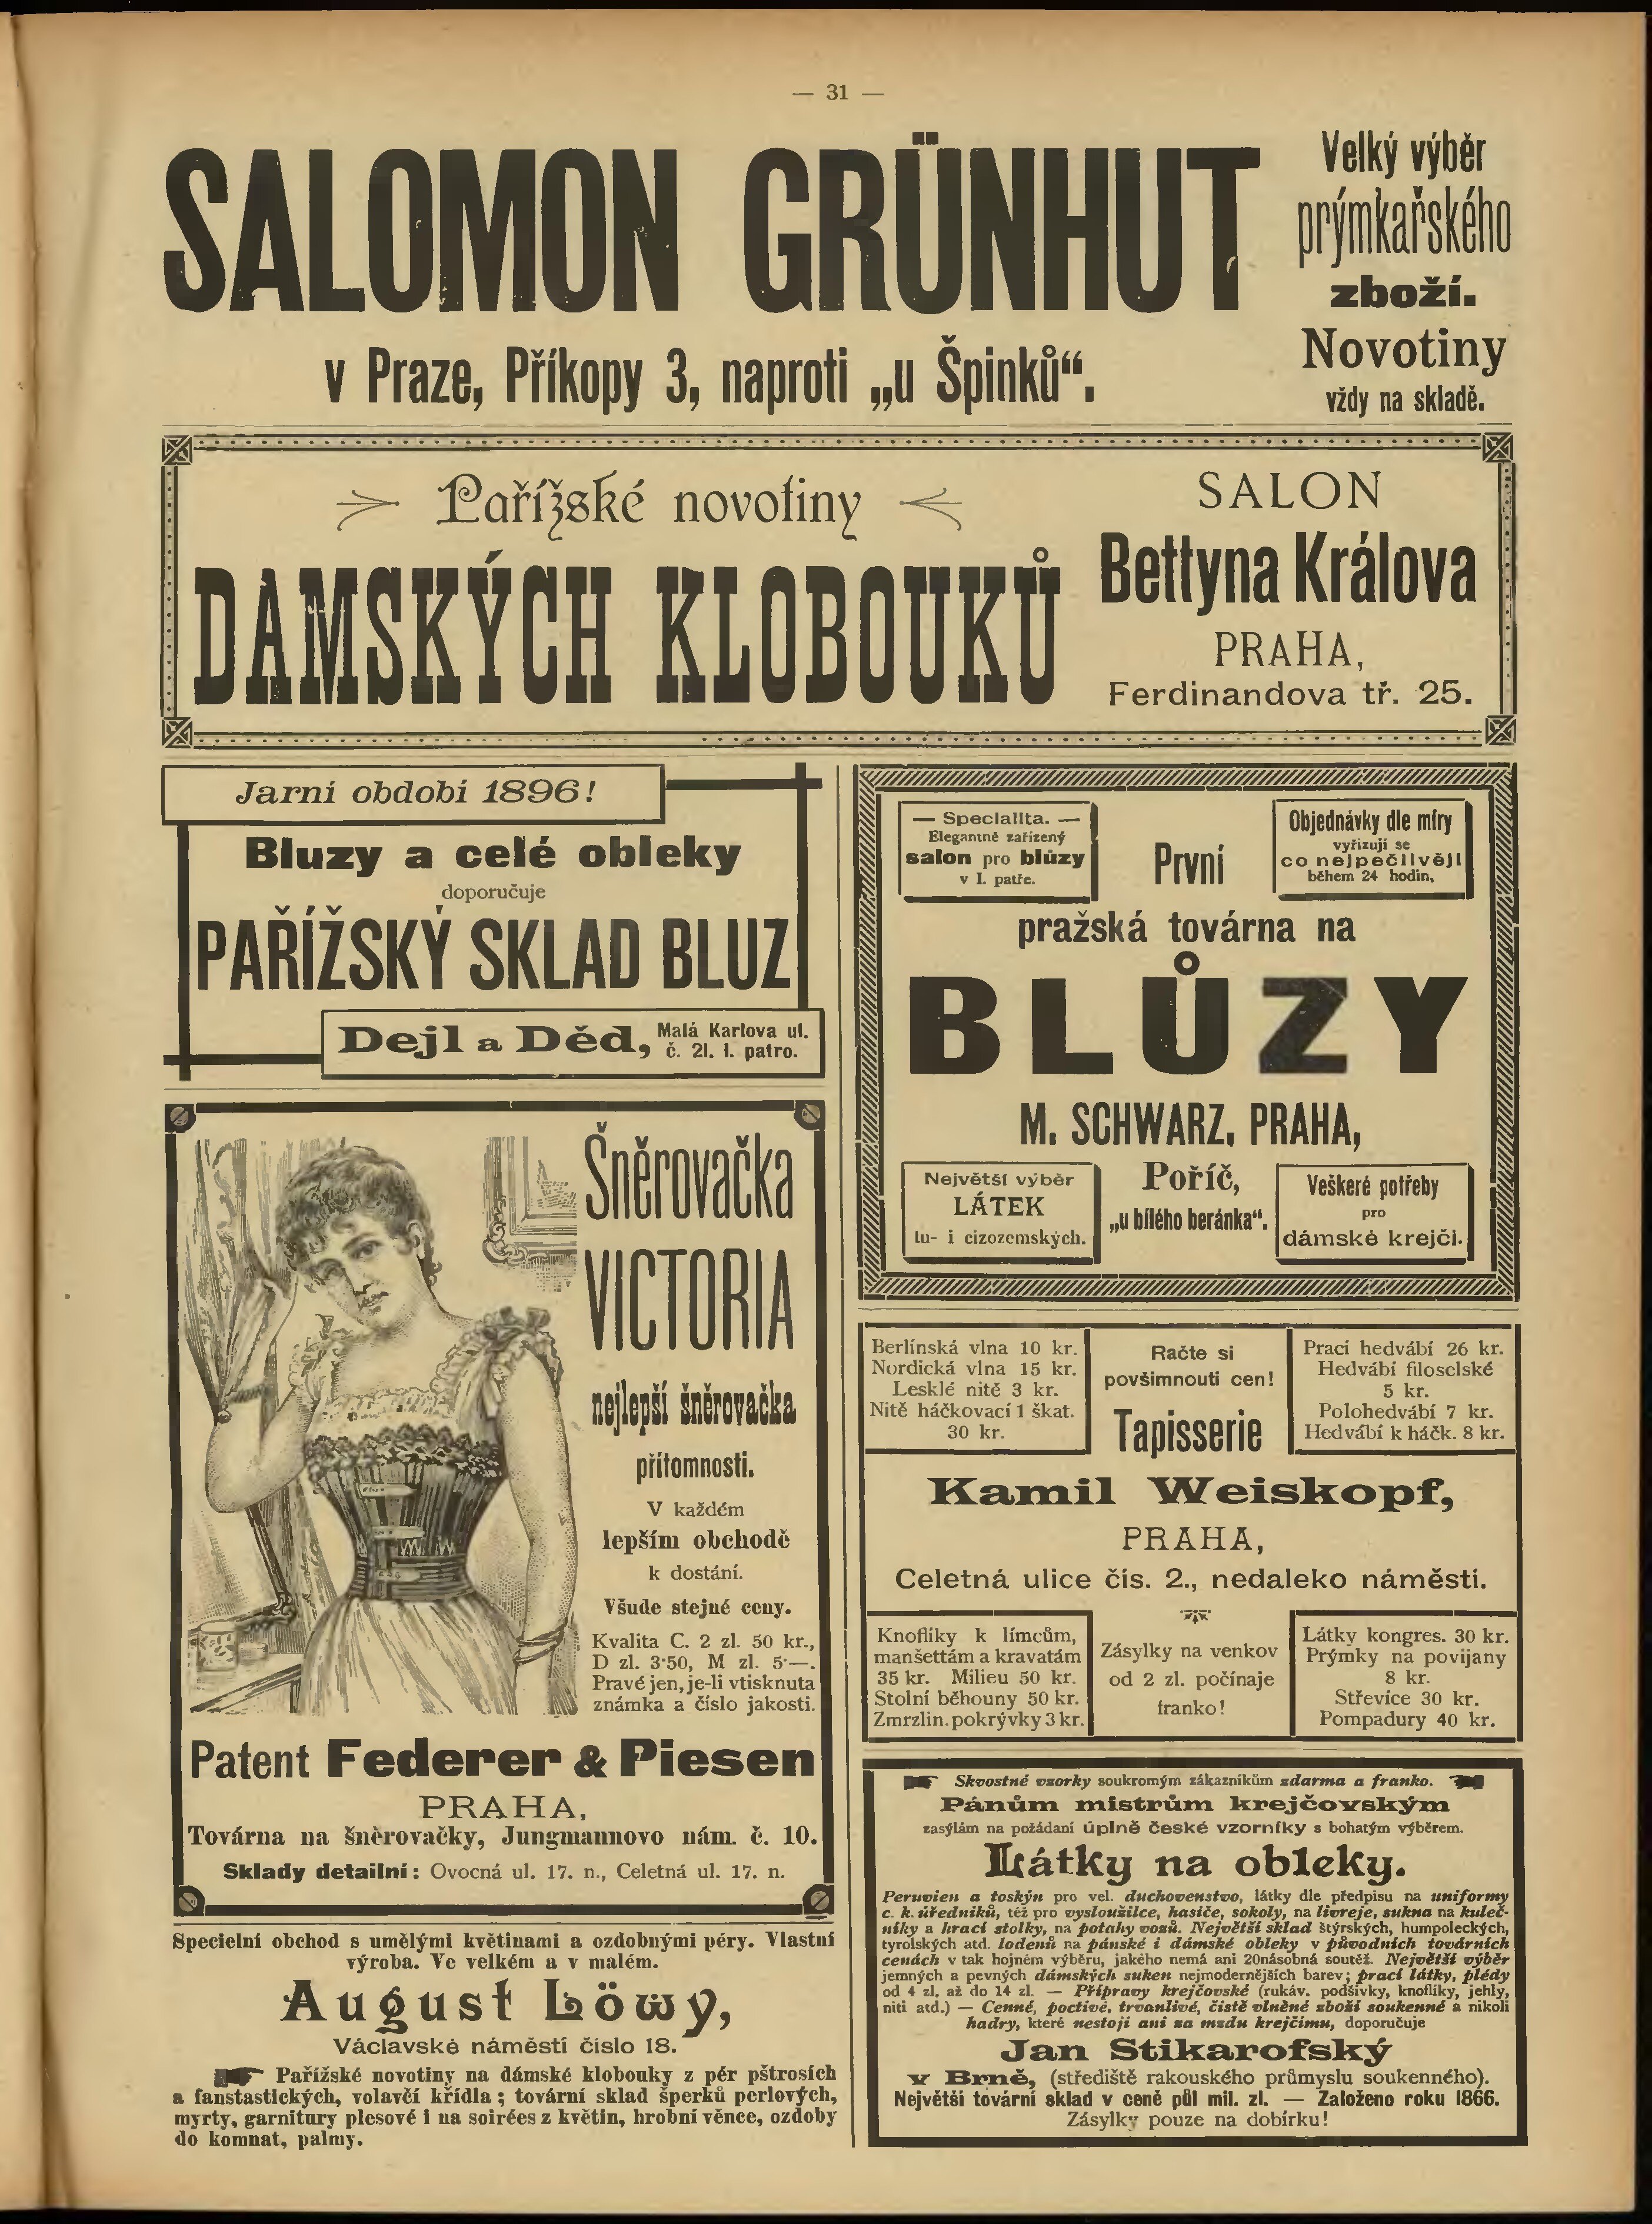 — 31 —
SALOMON GRÜNHUT
v Praze, Příkopy 3, naproti „u Špinků“.
Velký výběr
prýmkařského
zboží.
Novotiny
vždy na skladě.
Pařížské novotiny
DÁMSKÝCH KLOBOUKŮ
SALON
Bettyna Králova
PRAHA,
Ferdinandova tř. 25.
Jarní období 1896!
Bluzy a celé obleky
doporučuje
PAŘÍŽSKÝ SKLAD BLUZ
Dejl a Děd, Malá Karlova ul.
č. 21. I. patro.
Šněrovačka
VICTORIA
nejlepší šněrovačka
přítomnosti.
V každém
lepším obchodě
k dostání.
Všude stejné ceny.
Kvalita C. 2 zl. 50 kr.,
D zl. 3·50, M zl. 5·—.
Pravé jen, je-li vtisknuta
známka a číslo jakosti.
Patent Federer & Piesen
PRAHA,
Továrna na šněrovačky, Jungmannovo nám. č. 10.
Sklady detailní: Ovocná ul. 17. n., Celetná ul. 17. n.
Specielní obchod s umělými květinami a ozdobnými péry. Vlastní
výroba. Ve velkém a v malém.
August Löwy,
Václavské náměstí číslo 18.
Pařížské novotiny na dámské klobouky z pér pštrosích
a fanstastických, volavčí křídla; tovární sklad šperků perlových,
myrty, garnitury plesové i na soirées z květin, hrobní věnce, ozdoby
do komnat, palmy.
— Specialita. —
Elegantně zařízený
salon pro blůzy
v I. patře.
První
Objednávky dle míry
vyřizují se
co nejpečlivěji
během 24 hodin,
pražská továrna na
BLŮZY
M. SCHWARZ, PRAHA,
Největší výběr
LÁTEK
tu- i cizozemských.
Poříč,
„u bílého beránka“.
Veškeré potřeby
pro
dámské krejčí.
Berlínská vlna 10 kr.
Nordická vlna 15 kr.
Lesklé nitě 3 kr.
Nitě háčkovací 1 škat.
30 kr.
Račte si
povšimnouti cen!
Tapisserie
Prací hedvábí 26 kr.
Hedvábí filoselské
5 kr.
Polohedvábí 7 kr.
Hedvábí k háčk. 8 kr.
Kamil Weiskopf,
PRAHA,
Celetná ulice čís. 2., nedaleko náměstí.
Knoflíky k límcům,
manšettám a kravatám
35 kr. Milieu 50 kr.
Stolní běhouny 50 kr.
Zmrzlin. pokrývky 3 kr.
Zásylky na venkov
od 2 zl. počínaje
franko!
Látky kongres. 30 kr.
Prýmky na povijany
8 kr.
Střevíce 30 kr.
Pompadury 40 kr.
Skvostné vzorky soukromým zákazníkům zdarma a franko.
Pánům mistrům krejčovským
zasýlám na požádaní úplně české vzorníky s bohatým výběrem.
Látky na obleky.
Peruvien a toskýn pro vel. duchovenstvo, látky dle předpisu na uniformy
c. k. úředníků, též pro vysloužilce, hasiče, sokoly, na livreje, sukna na kuleč-
níky a hrací stolky, na potahy vozů. Největší sklad štýrských, humpoleckých,
tyrolských atd. lodenů na pánské i dámské obleky v původních továrních
cenách v tak hojném výběru, jakého nemá ani 20násobná soutěž. Největší výběr
jemných a pevných dámských suken nejmodernějších barev; prací látky, plédy
od 4 zl. až do 14 zl. — Přípravy krejčovské (rukáv. podšívky, knoflíky, jehly,
niti atd.) — Cenné, poctivé, trvanlivé, čistě vlněné zboží soukenné a nikoli
hadry, které nestojí ani za mzdu krejčímu, doporučuje
Jan Stikarofský
v Brně, (středistě rakouského průmyslu soukenného).
Největší tovární sklad v ceně půl mil. zl. — Založeno roku 1866.
Zásylky pouze na dobírku!